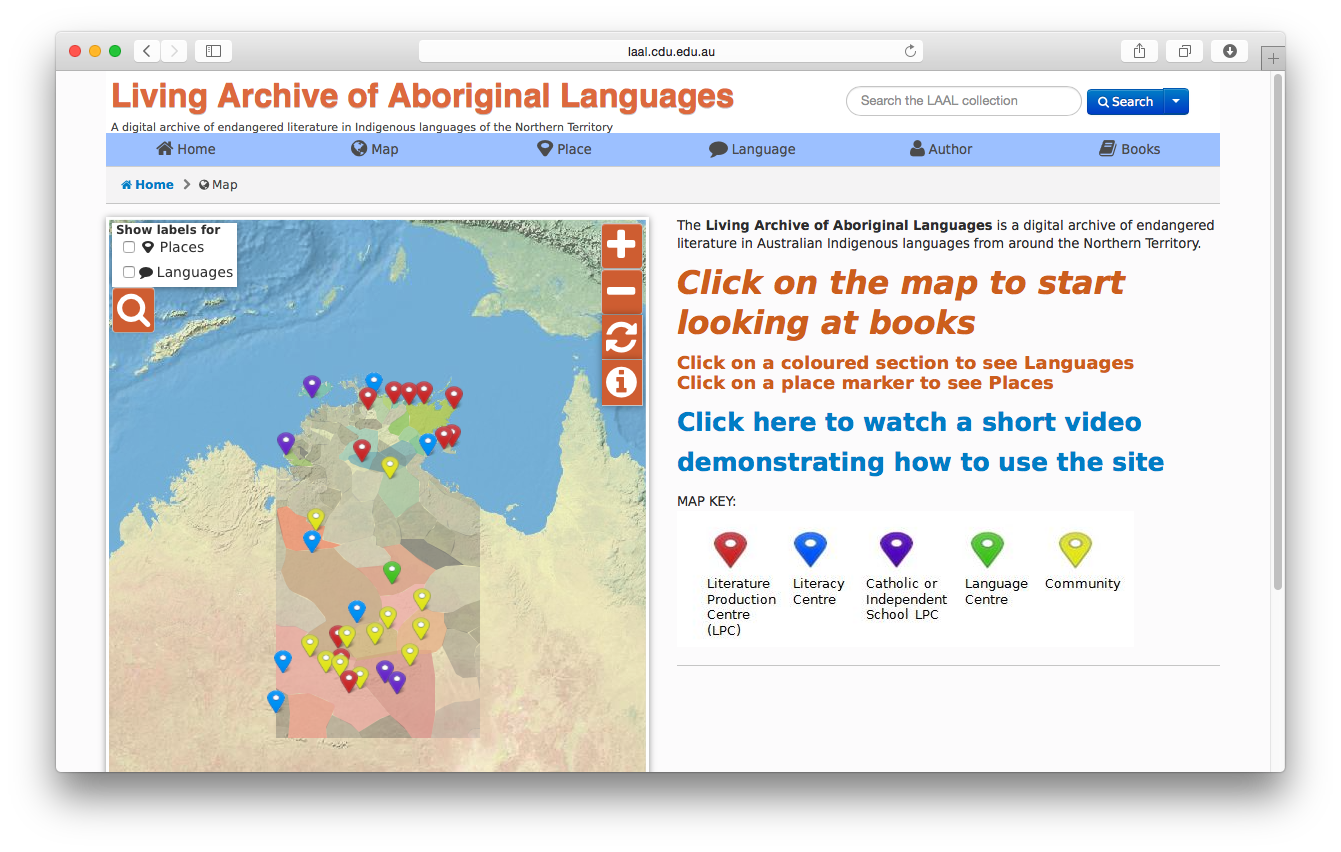 laal.cdu.edu.au
Living Archive of Aboriginal Languages
A digital archive of endangered literature in Indigenous languages of the Northern Territory
Search the LAAL collection
Search
Home
Map
Place
Language
Author
Books
Home > Map
Show labels for
Places
Languages
The Living Archive of Aboriginal Languages is a digital archive of endangered
literature in Australian Indigenous languages from around the Northern Territory.
Click on the map to start
looking at books
Click on a coloured section to see Languages
Click on a place marker to see Places
Click here to watch a short video
demonstrating how to use the site
MAP KEY:
Literature
Production
Centre
(LPC)
Literacy
Centre
Catholic or
Independent
School LPC
Language
Centre
Community